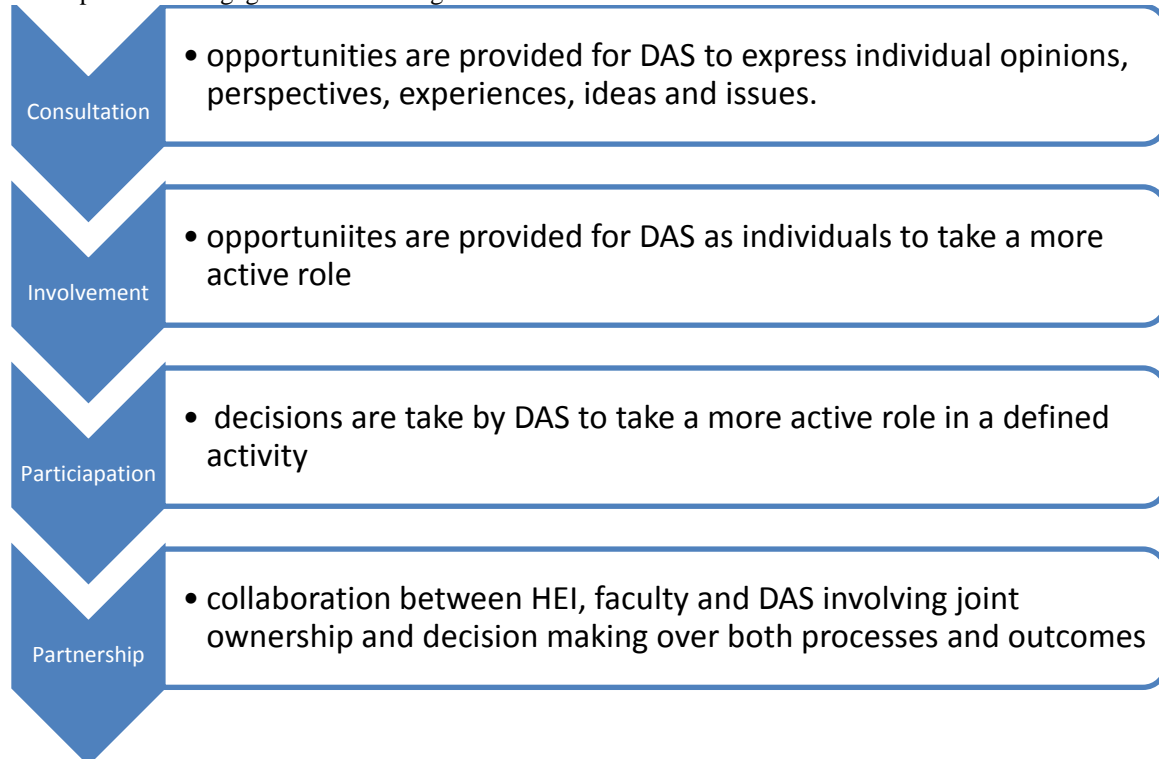 Consultation
• opportunities are provided for DAS to express individual opinions,
perspectives, experiences, ideas and issues.
Involvement
• opportuniites are provided for DAS as individuals to take a more
active role
Particiapation
• decisions are take by DAS to take a more active role in a defined
activity
Partnership
• collaboration between HEI, faculty and DAS involving joint
ownership and decision making over both processes and outcomes